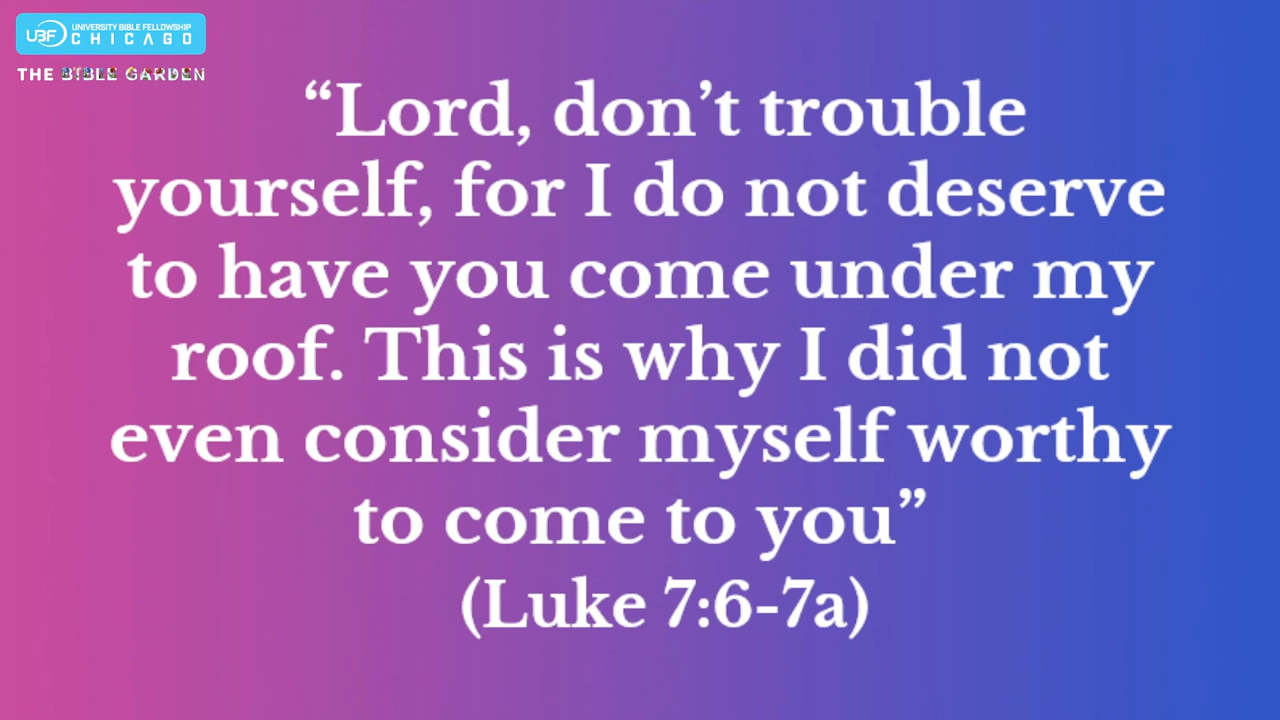 UBF UNIVERSITY BIBLE FELLOWSHIP
CHICAGO
THE BIBLE GARDEN
“Lord, don’t trouble
yourself, for I do not deserve
to have you come under my
roof. This is why I did not
even consider myself worthy
to come to you”
(Luke 7:6-7a)